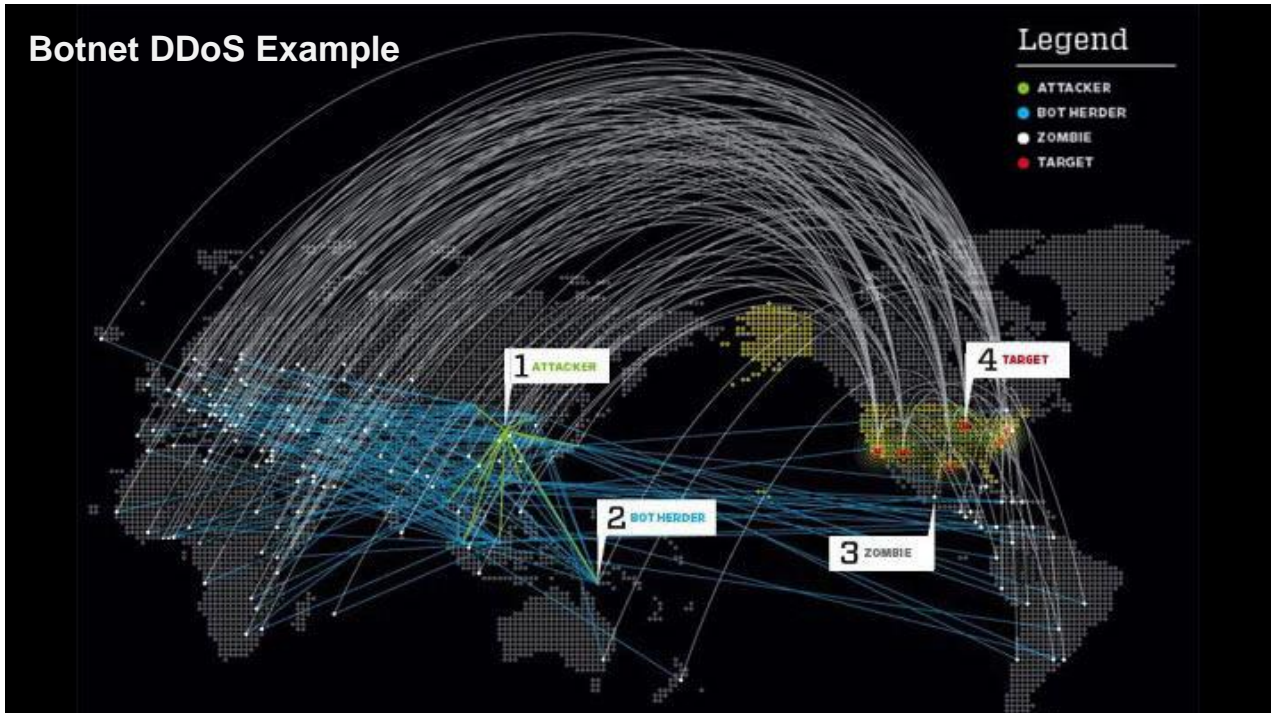 Botnet DDoS Example
Legend
ATTACKER
BOT HERDER
ZOMBIE
TARGET
1 ATTACKER
4 TARGET
2 BOT HERDER
3 ZOMBIE